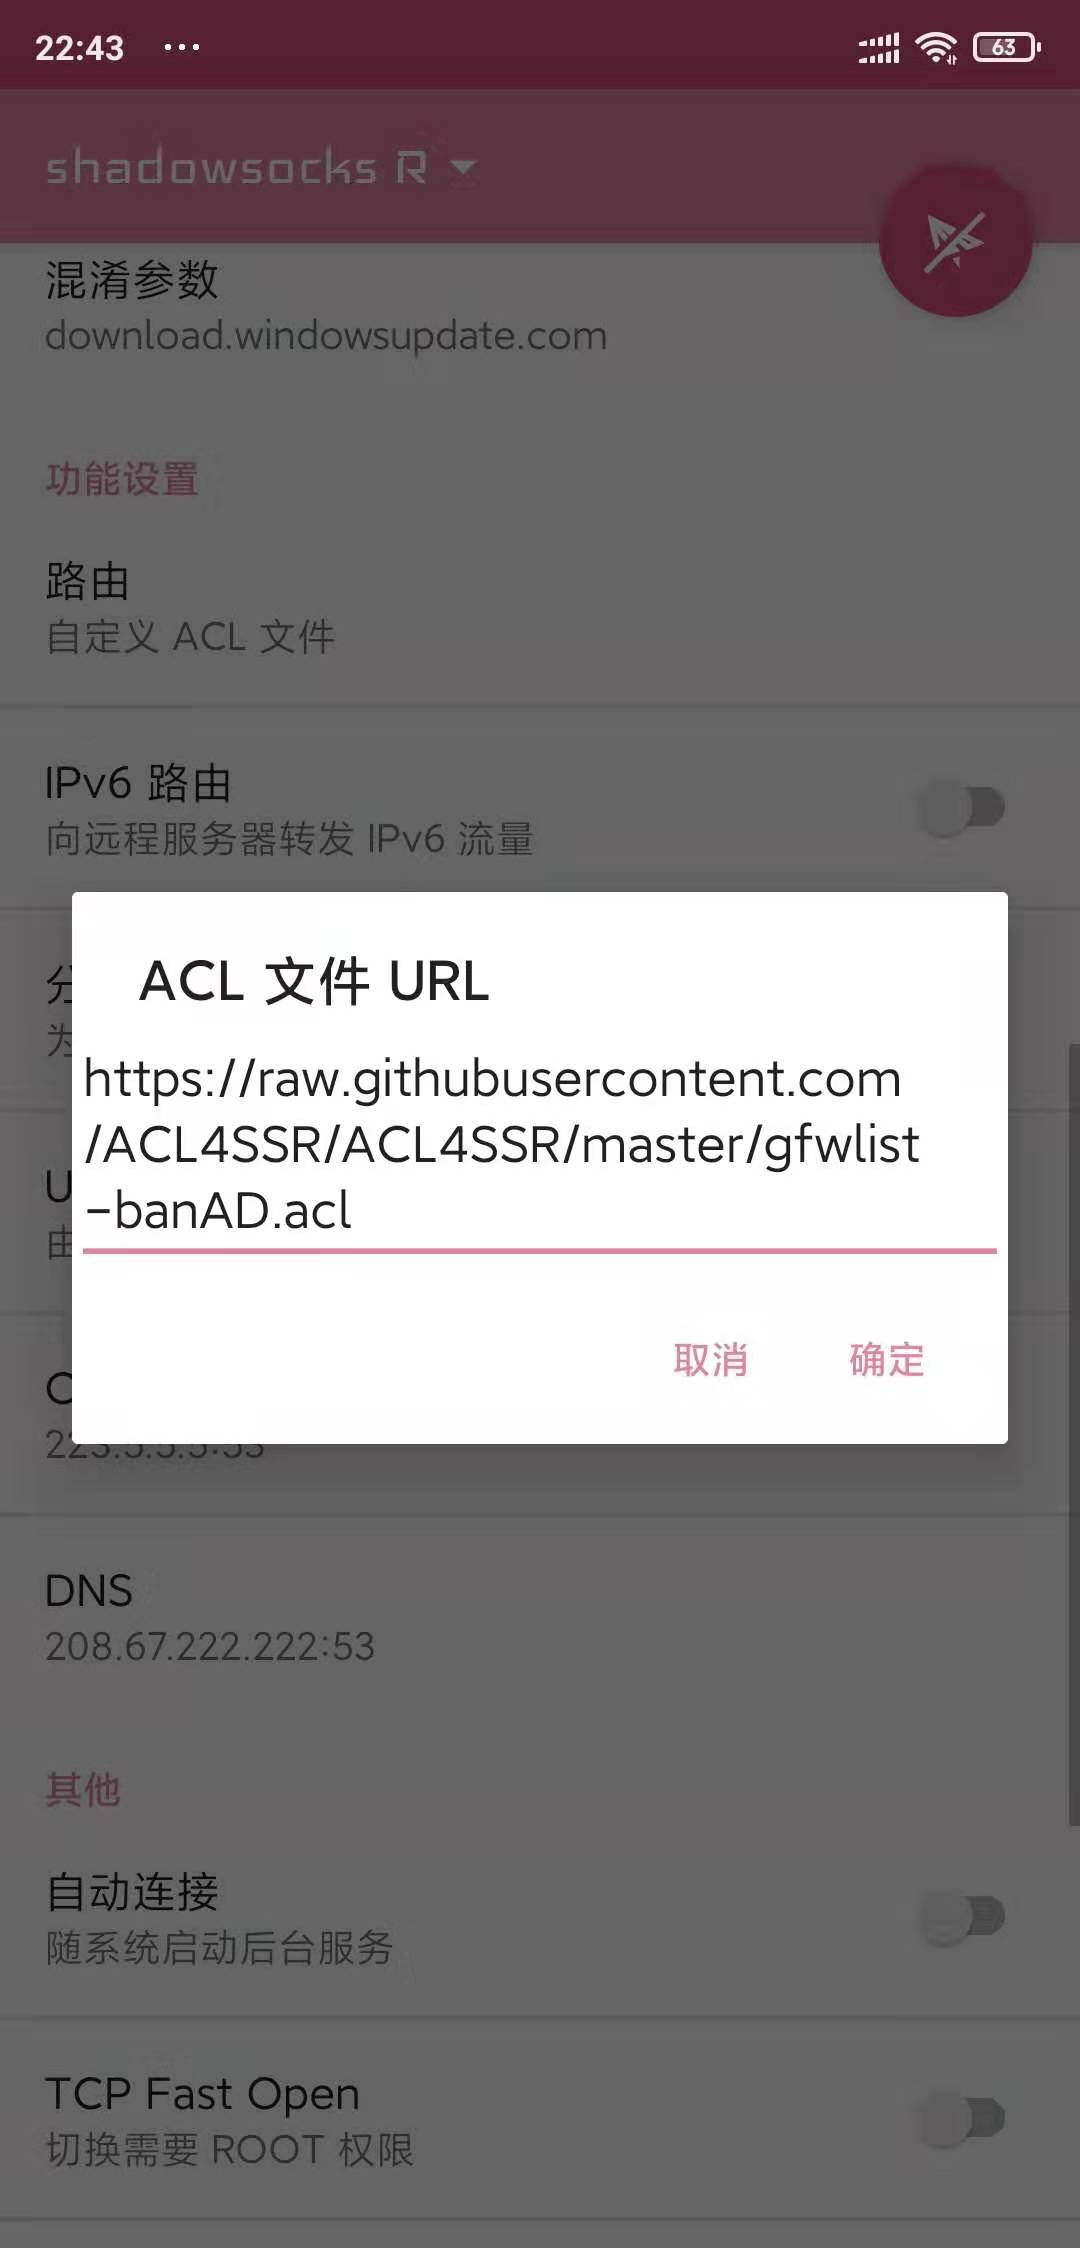 22:43 ...
63
shadowsocks R
混淆参数
download.windowsupdate.com
功能设置
路由
自定义 ACL 文件
IPv6 路由
向远程服务器转发 IPv6 流量
分
为
ACL 文件 URL
https://raw.githubusercontent.com
/ACL4SSR/ACL4SSR/master/gfwlist
-banAD.acl
U
由
取消 确定
C
223.5.5.5:53
DNS
208.67.222.222:53
其他
自动连接
随系统启动后台服务
TCP Fast Open
切换需要 ROOT 权限